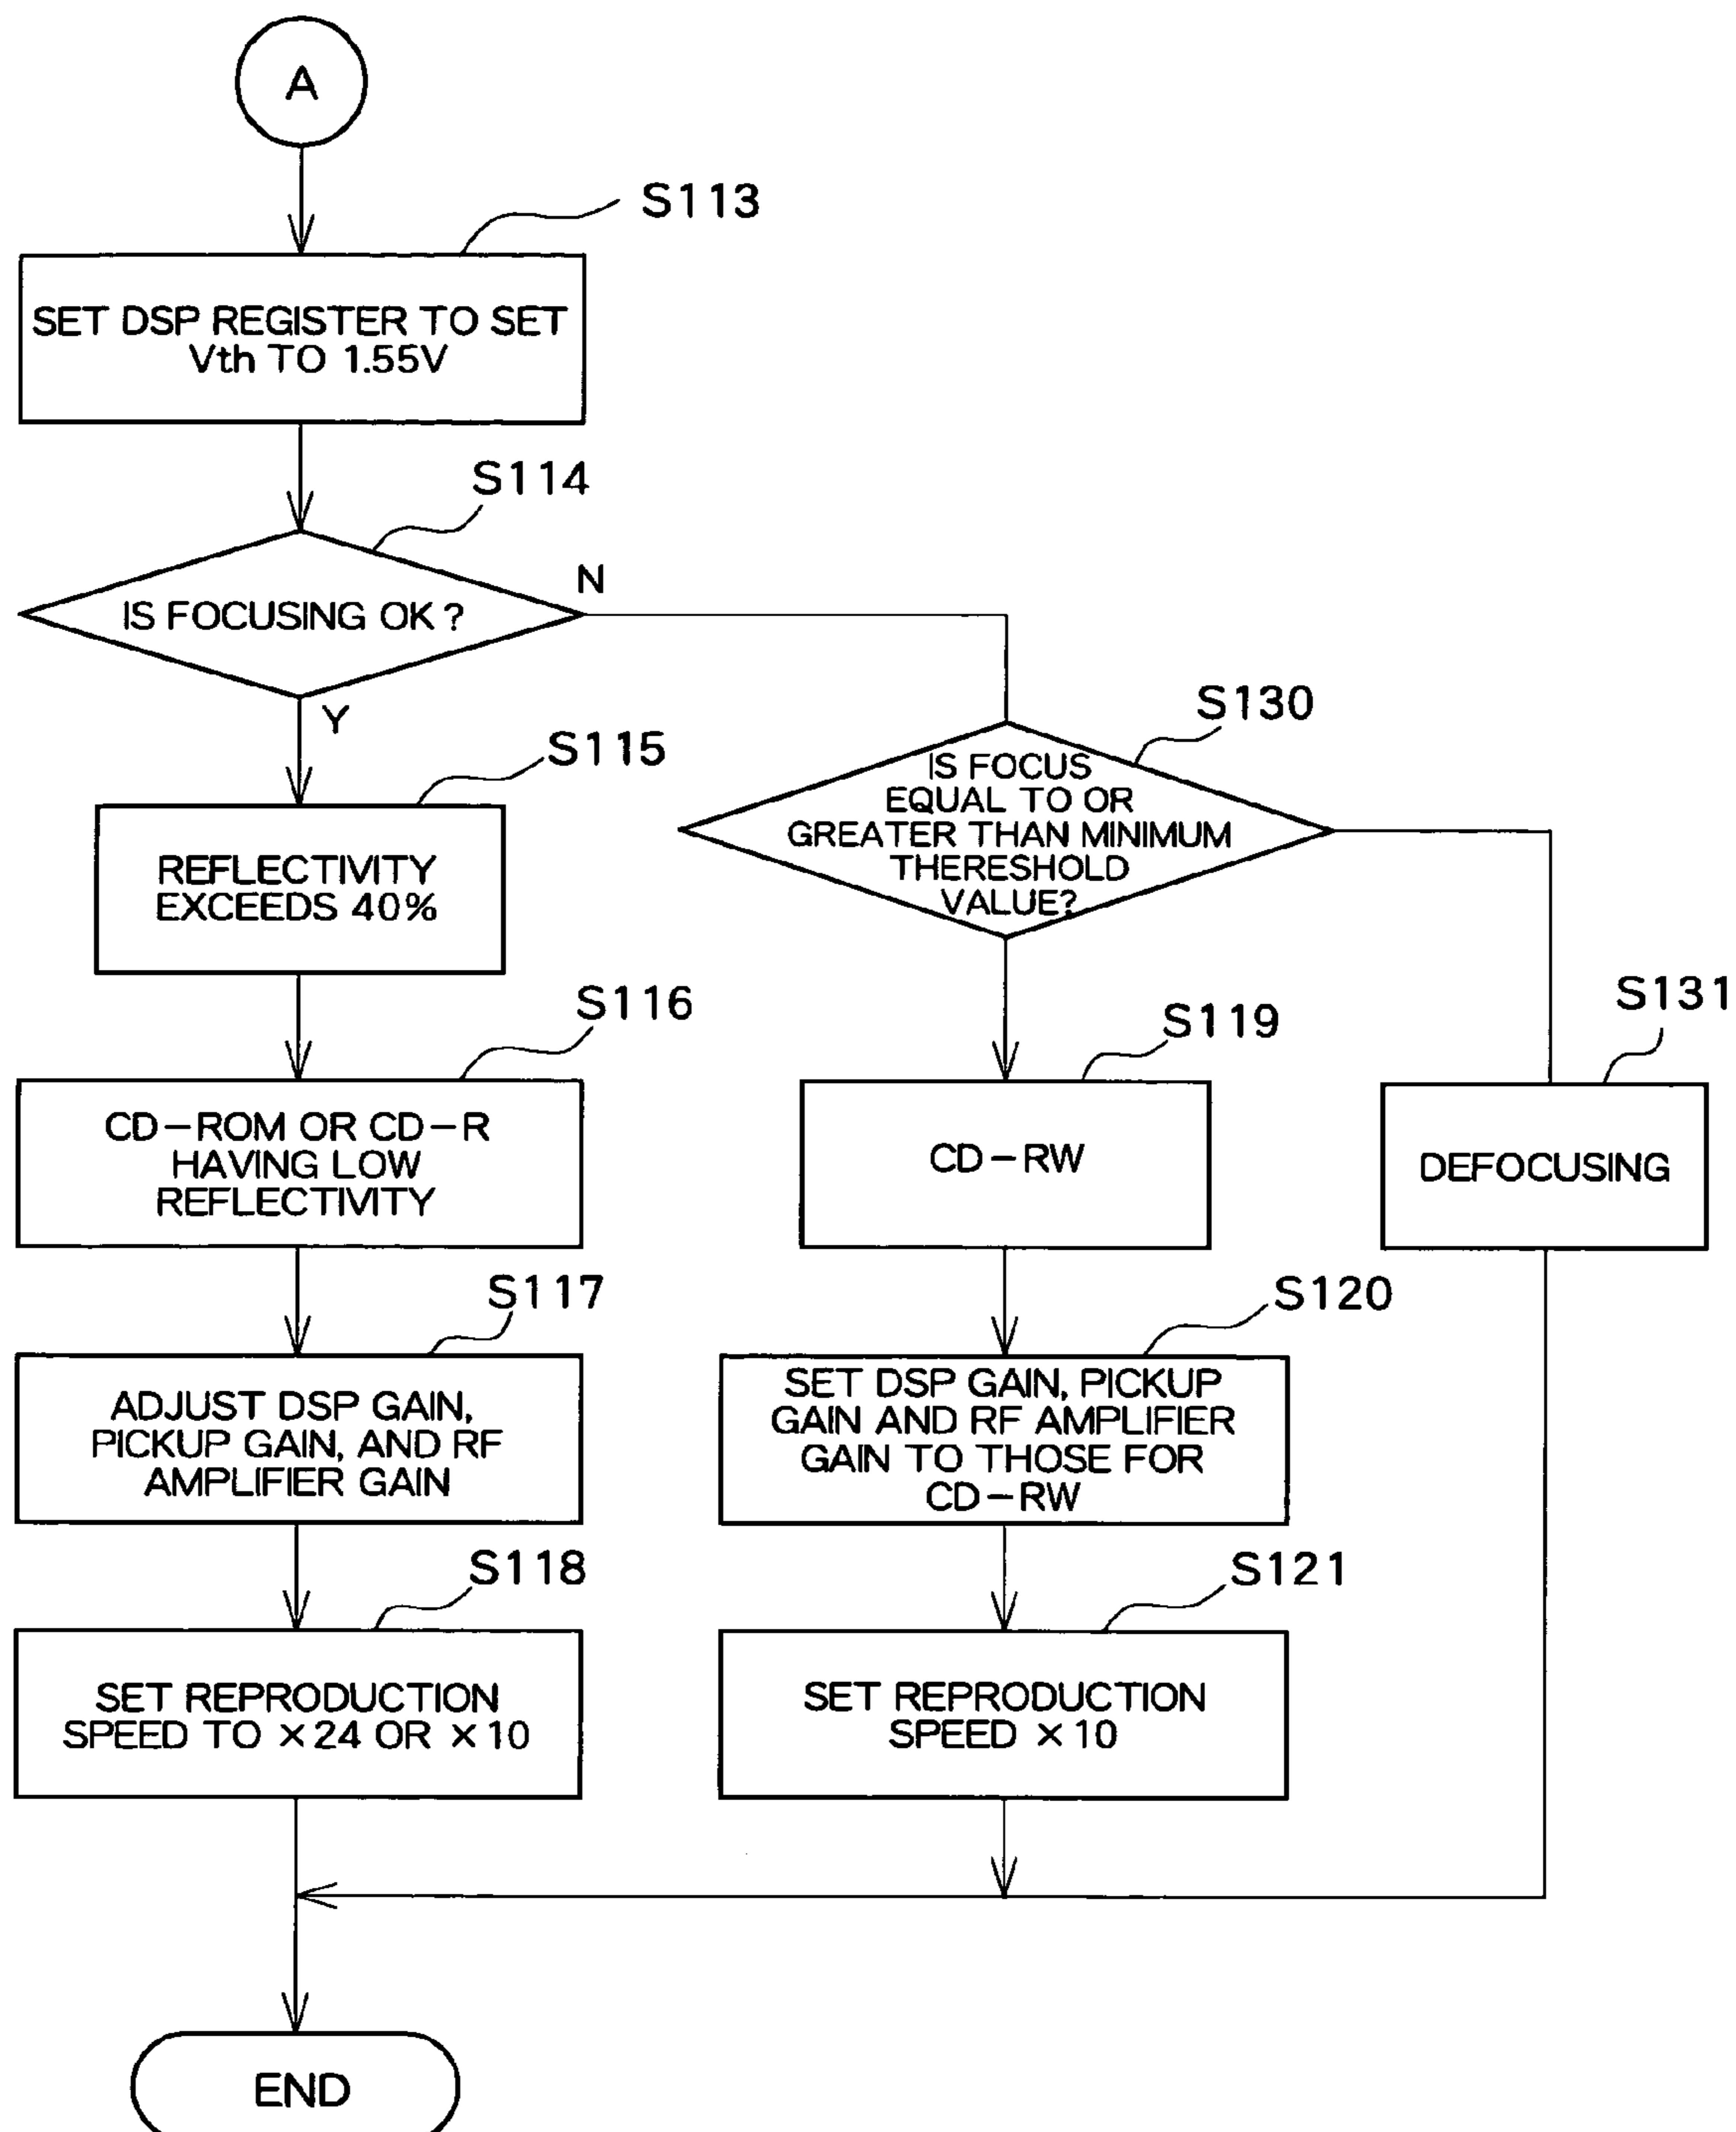 A
S113
SET DSP REGISTER TO SET
Vth TO 1.55V
S114
IS FOCUSING OK?
N
Y
S115
REFLECTIVITY
EXCEEDS 40%
S130
IS FOCUS
EQUAL TO OR
GREATER THAN MINIMUM
THERESHOLD
VALUE?
S116
CD-ROM OR CD-R
HAVING LOW
REFLECTIVITY
S119
CD-RW
S131
DEFOCUSING
S117
ADJUST DSP GAIN,
PICKUP GAIN, AND RF
AMPLIFIER GAIN
S120
SET DSP GAIN, PICKUP
GAIN AND RF AMPLIFIER
GAIN TO THOSE FOR
CD-RW
S118
SET REPRODUCTION
SPEED TO ×24 OR ×10
S121
SET REPRODUCTION
SPEED ×10
END